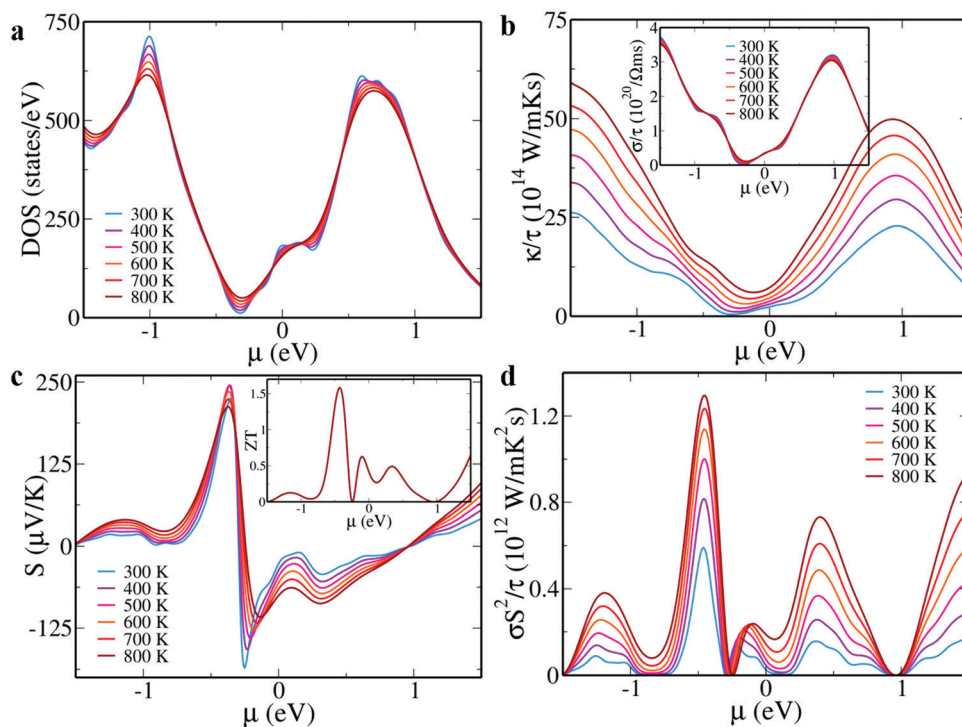 a
DOS (states/eV)
750
500
250
0
300 K
400 K
500 K
600 K
700 K
800 K
-1
0
1
μ (eV)
b
κ/τ (10^14 W/mKs)
75
50
25
0
-1
0
1
μ (eV)
σ/τ (10^20/Ωms)
4
3
2
1
0
300 K
400 K
500 K
600 K
700 K
800 K
-1
0
1
μ (eV)
c
S (μV/K)
250
125
0
-125
300 K
400 K
500 K
600 K
700 K
800 K
-1
0
1
μ (eV)
ZT
1.5
1
0.5
0
-1
0
1
μ (eV)
d
σS²/τ (10^12 W/mK²s)
1.2
0.8
0.4
0
300 K
400 K
500 K
600 K
700 K
800 K
-1
0
1
μ (eV)